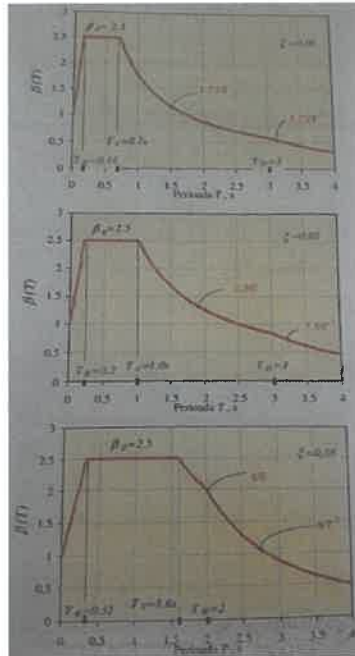 3
β₀=2.5
2.5
ξ=0,05
2
β(T)
1.5
1
0.5
T_C=0.7s
T_D=3
0
0 0.5 1 1.5 2 2.5 3 3.5 4
Perioada T, s
3
β₀=2.5
2.5
ξ=0,05
2
β(T)
1.5
1
0.5
T_B=0.2
T_C=1.0s
T_D=3
0
0 0.5 1 1.5 2 2.5 3 3.5 4
Perioada T, s
3
β₀=2.5
2.5
ξ=0,05
2
β(T)
1.5
1
0.5
T_B=0.32
T_C=1.6s
T_D=2
0
0 0.5 1 1.5 2 2.5 3 3.5
Perioada T, s